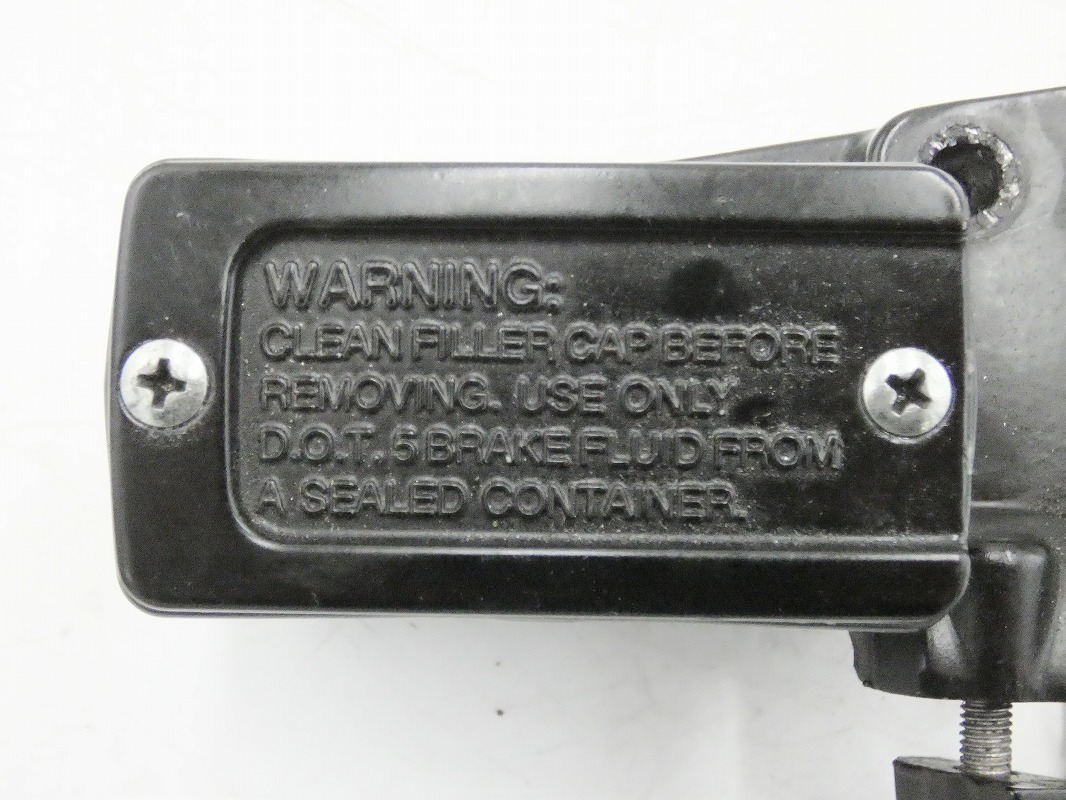 WARNING:
CLEAN FILLER CAP BEFORE
REMOVING. USE ONLY
D.O.T. 5 BRAKE FLUID FROM
A SEALED CONTAINER.